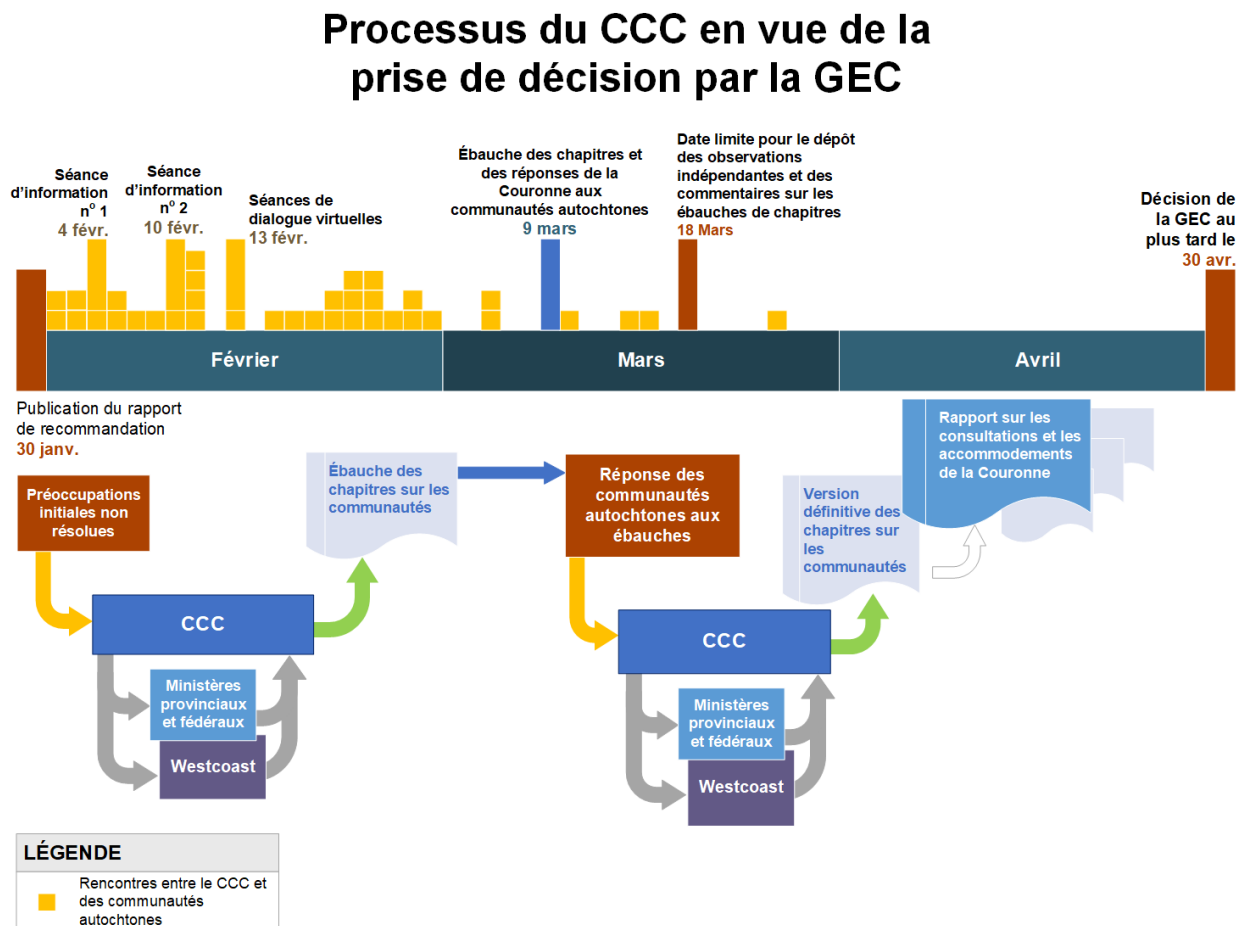 Processus du CCC en vue de la
prise de décision par la GEC
Séance
d'information
n° 1
4 févr.
Séance
d'information
n° 2
10 févr.
Séances de
dialogue virtuelles
13 févr.
Ébauche des chapitres et
des réponses de la
Couronne aux
communautés autochtones
9 mars
Date limite pour le dépôt
des observations
indépendantes et des
commentaires sur les
ébauches de chapitres
18 Mars
Décision de
la GEC au
plus tard le
30 avr.
Février
Mars
Avril
Publication du rapport
de recommandation
30 janv.
Préoccupations
initiales non
résolues
CCC
Ministères
provinciaux
et fédéraux
Westcoast
Ébauche des
chapitres sur les
communautés
Réponse des
communautés
autochtones aux
ébauches
CCC
Ministères
provinciaux
et fédéraux
Westcoast
Version
définitive des
chapitres sur
les
communautés
Rapport sur les
consultations et les
accommodements
de la Couronne
LÉGENDE
Rencontres entre le CCC et
des communautés
autochtones